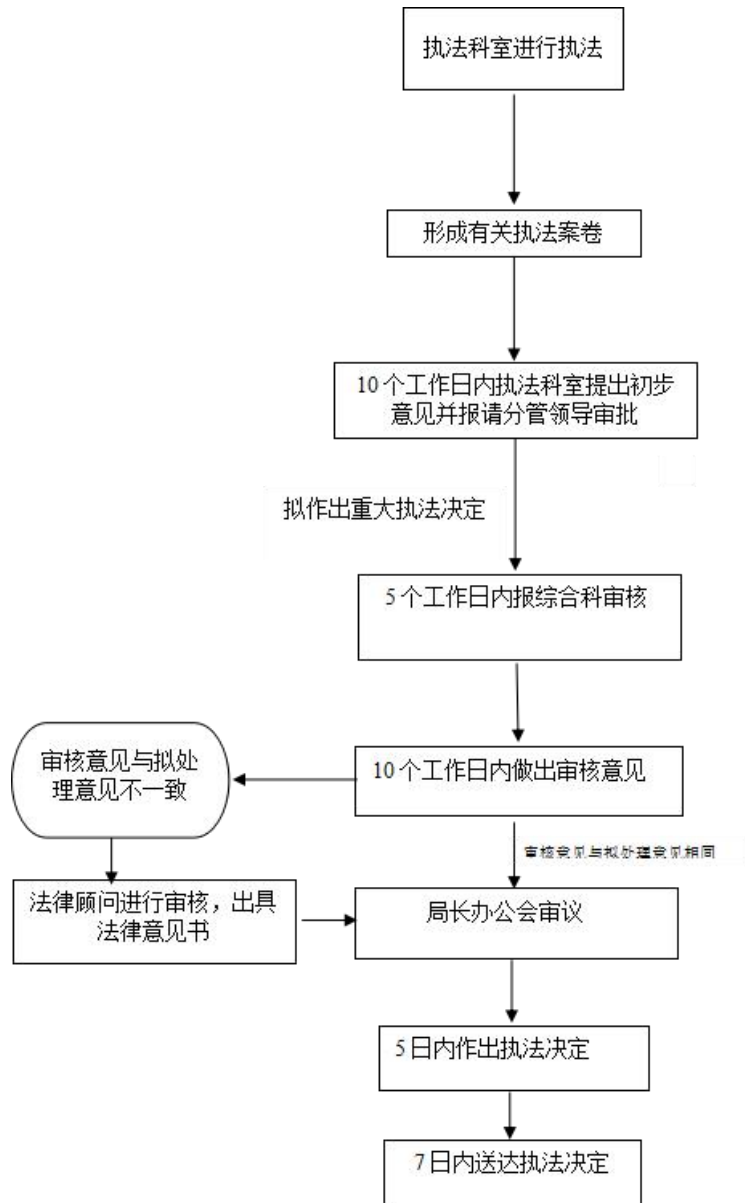 执法科室进行执法
形成有关执法案卷
10个工作日内执法科室提出初步
意见并报请分管领导审批
拟作出重大执法决定
5个工作日内报综合科审核
10个工作日内做出审核意见
审核意见与拟处
理意见不一致
审核意见与拟处理意见相同
法律顾问进行审核，出具
法律意见书
局长办公会审议
5日内作出执法决定
7日内送达执法决定